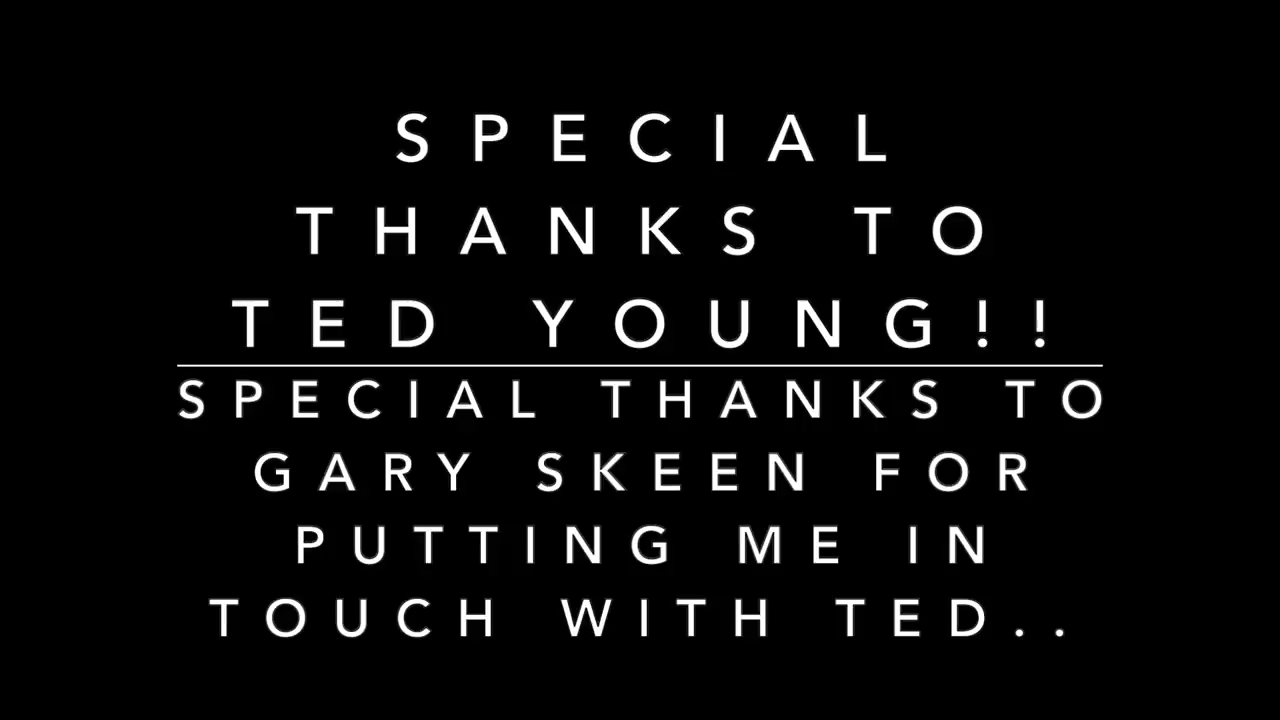 SPECIAL
THANKS TO
TED YOUNG!!
SPECIAL THANKS TO
GARY SKEEN FOR
PUTTING ME IN
TOUCH WITH TED..